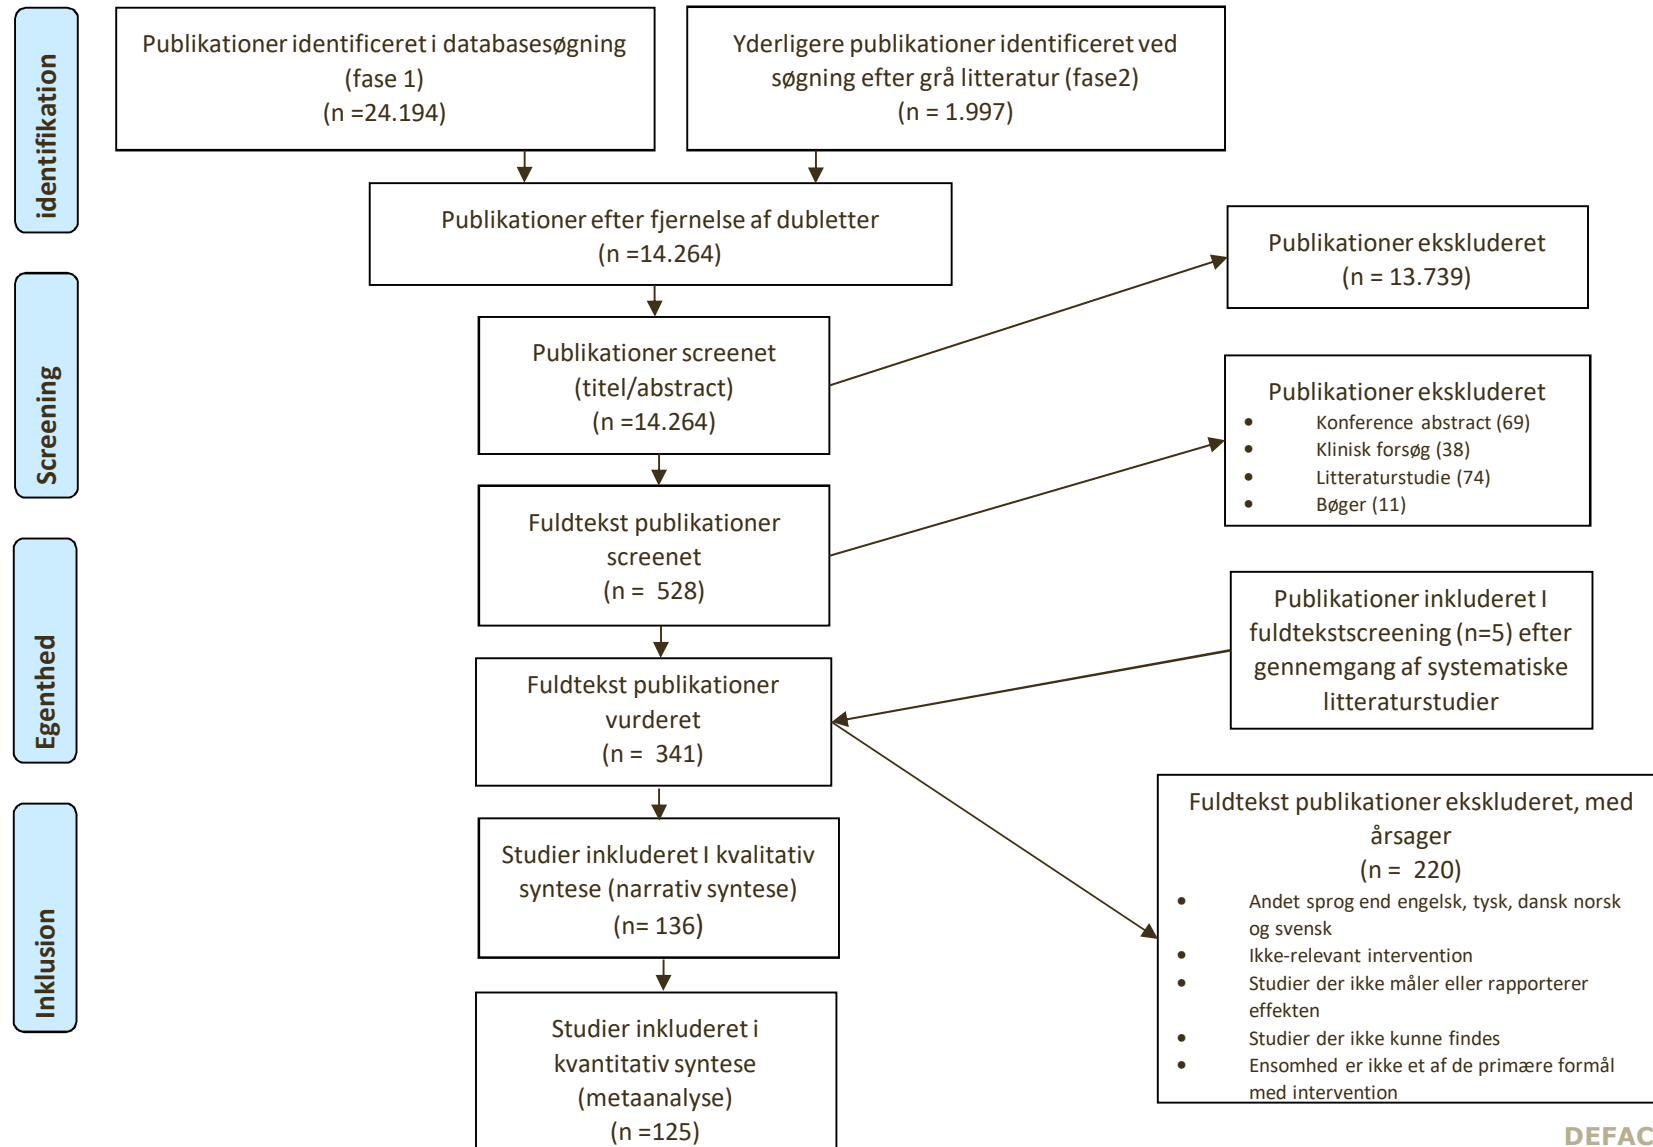 identifikation
Publikationer identificeret i databasesøgning
(fase 1)
(n =24.194)
Yderligere publikationer identificeret ved
søgning efter grå litteratur (fase2)
(n = 1.997)
Publikationer efter fjernelse af dubletter
(n =14.264)
Publikationer ekskluderet
(n = 13.739)
Screening
Publikationer screenet
(titel/abstract)
(n =14.264)
Publikationer ekskluderet
• Konference abstract (69)
• Klinisk forsøg (38)
• Litteraturstudie (74)
• Bøger (11)
Fuldtekst publikationer
screenet
(n = 528)
Egenthed
Publikationer inkluderet I
fuldtekstscreening (n=5) efter
gennemgang af systematiske
litteraturstudier
Fuldtekst publikationer
vurderet
(n = 341)
Fuldtekst publikationer ekskluderet, med
årsager
(n = 220)
• Andet sprog end engelsk, tysk, dansk norsk
og svensk
• Ikke-relevant intervention
• Studier der ikke måler eller rapporterer
effekten
• Studier der ikke kunne findes
• Ensomhed er ikke et af de primære formål
med intervention
Inklusion
Studier inkluderet I kvalitativ
syntese (narrativ syntese)
(n= 136)
Studier inkluderet i
kvantitativ syntese
(metaanalyse)
(n =125)
DEFAC